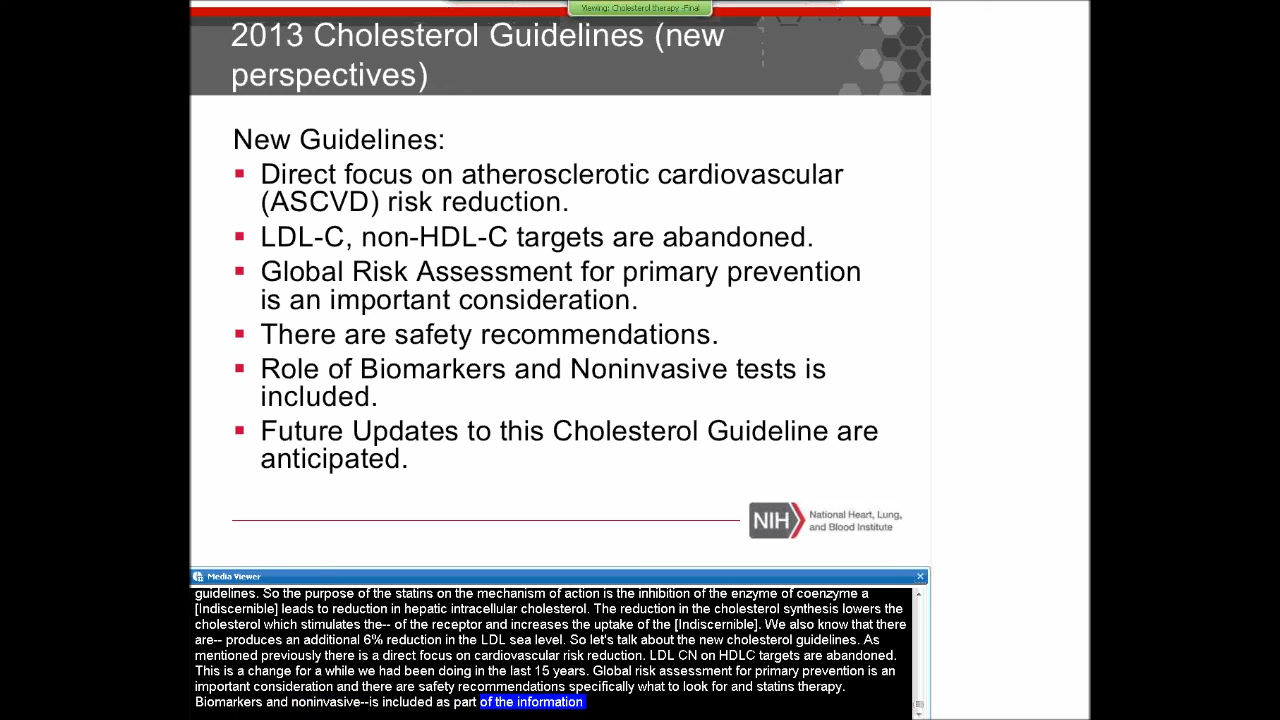 Viewing: Cholesterol therapy -Final
2013 Cholesterol Guidelines (new
perspectives)
New Guidelines:
▪ Direct focus on atherosclerotic cardiovascular
(ASCVD) risk reduction.
▪ LDL-C, non-HDL-C targets are abandoned.
▪ Global Risk Assessment for primary prevention
is an important consideration.
▪ There are safety recommendations.
▪ Role of Biomarkers and Noninvasive tests is
included.
▪ Future Updates to this Cholesterol Guideline are
anticipated.
NIH
National Heart, Lung,
and Blood Institute
Media Viewer
guidelines. So the purpose of the statins on the mechanism of action is the inhibition of the enzyme of coenzyme a
[Indiscernible] leads to reduction in hepatic intracellular cholesterol. The reduction in the cholesterol synthesis lowers the
cholesterol which stimulates the-- of the receptor and increases the uptake of the [Indiscernible]. We also know that there
are-- produces an additional 6% reduction in the LDL sea level. So let's talk about the new cholesterol guidelines. As
mentioned previously there is a direct focus on cardiovascular risk reduction. LDL CN on HDLC targets are abandoned.
This is a change for a while we had been doing in the last 15 years. Global risk assessment for primary prevention is an
important consideration and there are safety recommendations specifically what to look for and statins therapy.
Biomarkers and noninvasive--is included as part of the information